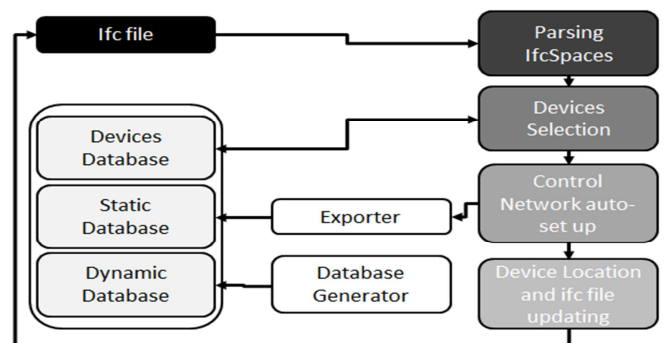 Ifc file
Parsing
IfcSpaces
Devices
Selection
Devices
Database
Control
Network auto-
set up
Static
Database
Exporter
Dynamic
Database
Database
Generator
Device Location
and ifc file
updating